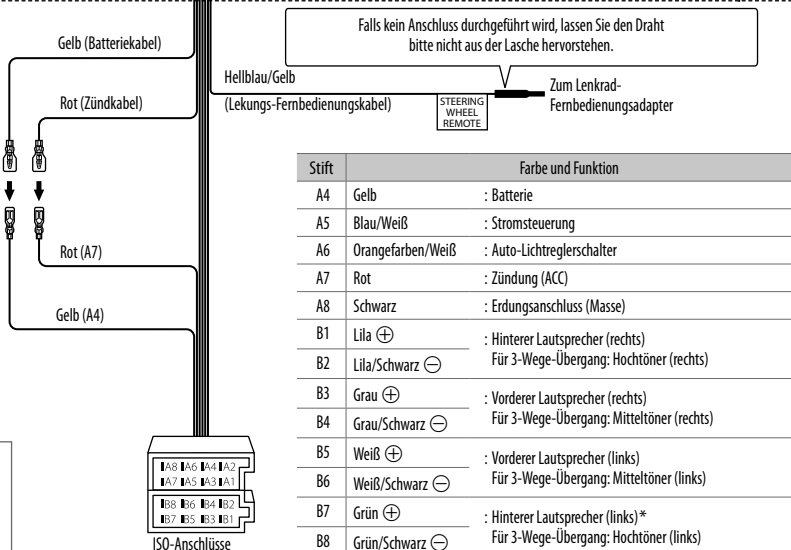 Falls kein Anschluss durchgeführt wird, lassen Sie den Draht
bitte nicht aus der Lasche hervorstehen.
Gelb (Batteriekabel)
Hellblau/Gelb
(Lekungs-Fernbedienungskabel)
STEERING
WHEEL
REMOTE
Zum Lenkrad-
Fernbedienungsadapter
Rot (Zündkabel)
Rot (A7)
Gelb (A4)
A8 A6 A4 A2
A7 A5 A3 A1
B8 B6 B4 B2
B7 B5 B3 B1
ISO-Anschlüsse
Stift Farbe und Funktion
A4 Gelb : Batterie
A5 Blau/Weiß : Stromsteuerung
A6 Orangefarben/Weiß : Auto-Lichtreglerschalter
A7 Rot : Zündung (ACC)
A8 Schwarz : Erdungsanschluss (Masse)
B1 Lila ⊕ : Hinterer Lautsprecher (rechts)
B2 Lila/Schwarz ⊖ Für 3-Wege-Übergang: Hochtöner (rechts)
B3 Grau ⊕ : Vorderer Lautsprecher (rechts)
B4 Grau/Schwarz ⊖ Für 3-Wege-Übergang: Mitteltöner (rechts)
B5 Weiß ⊕ : Vorderer Lautsprecher (links)
B6 Weiß/Schwarz ⊖ Für 3-Wege-Übergang: Mitteltöner (links)
B7 Grün ⊕ : Hinterer Lautsprecher (links)*
B8 Grün/Schwarz ⊖ Für 3-Wege-Übergang: Hochtöner (links)